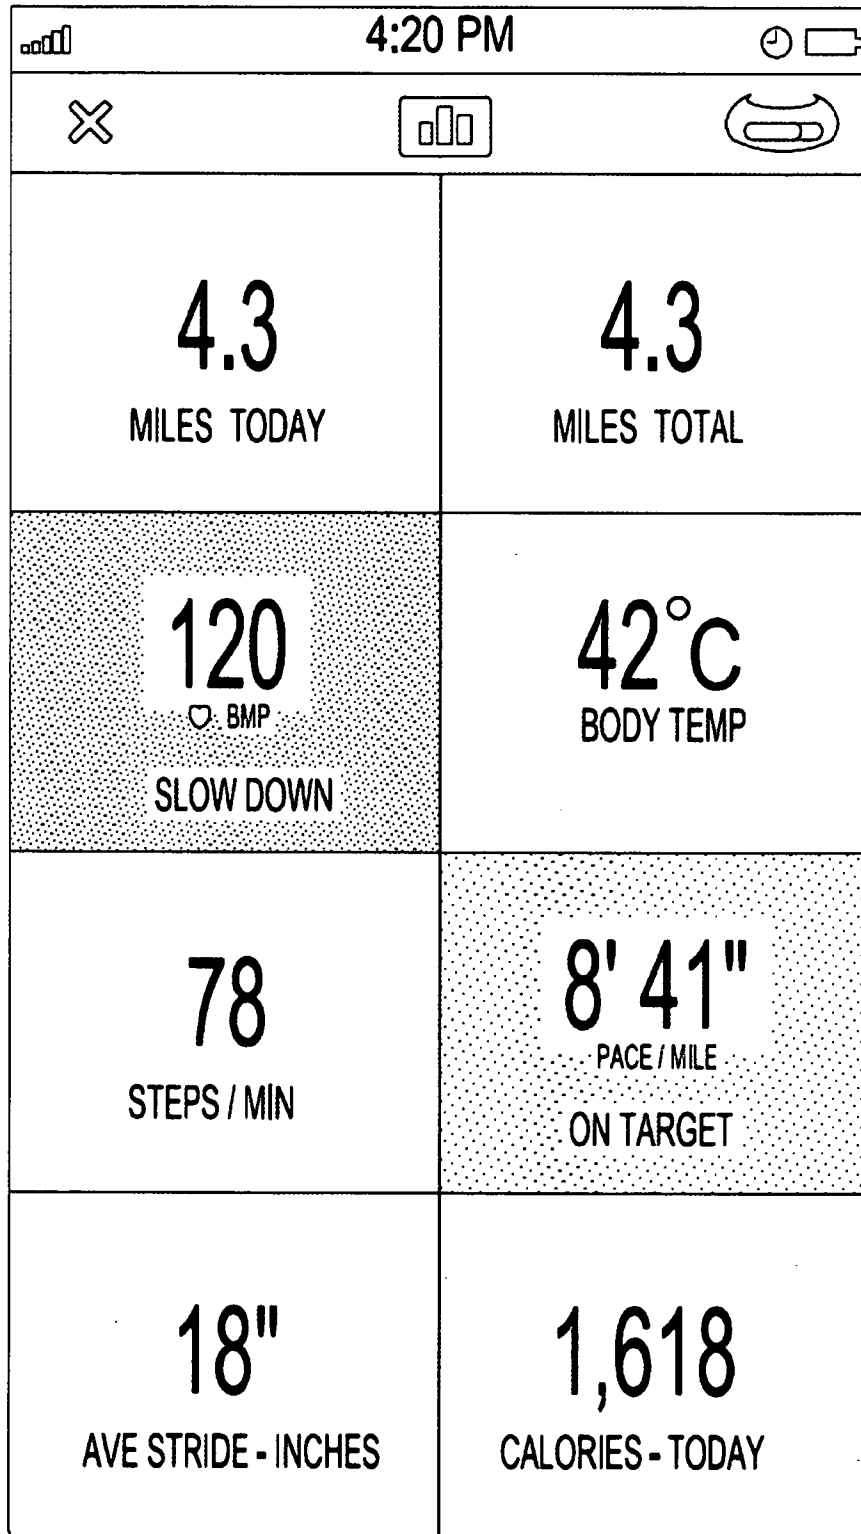 4:20 PM
4.3
MILES TODAY
4.3
MILES TOTAL
120
BMP
SLOW DOWN
42°C
BODY TEMP
78
STEPS / MIN
8' 41"
PACE / MILE
ON TARGET
18"
AVE STRIDE - INCHES
1,618
CALORIES - TODAY